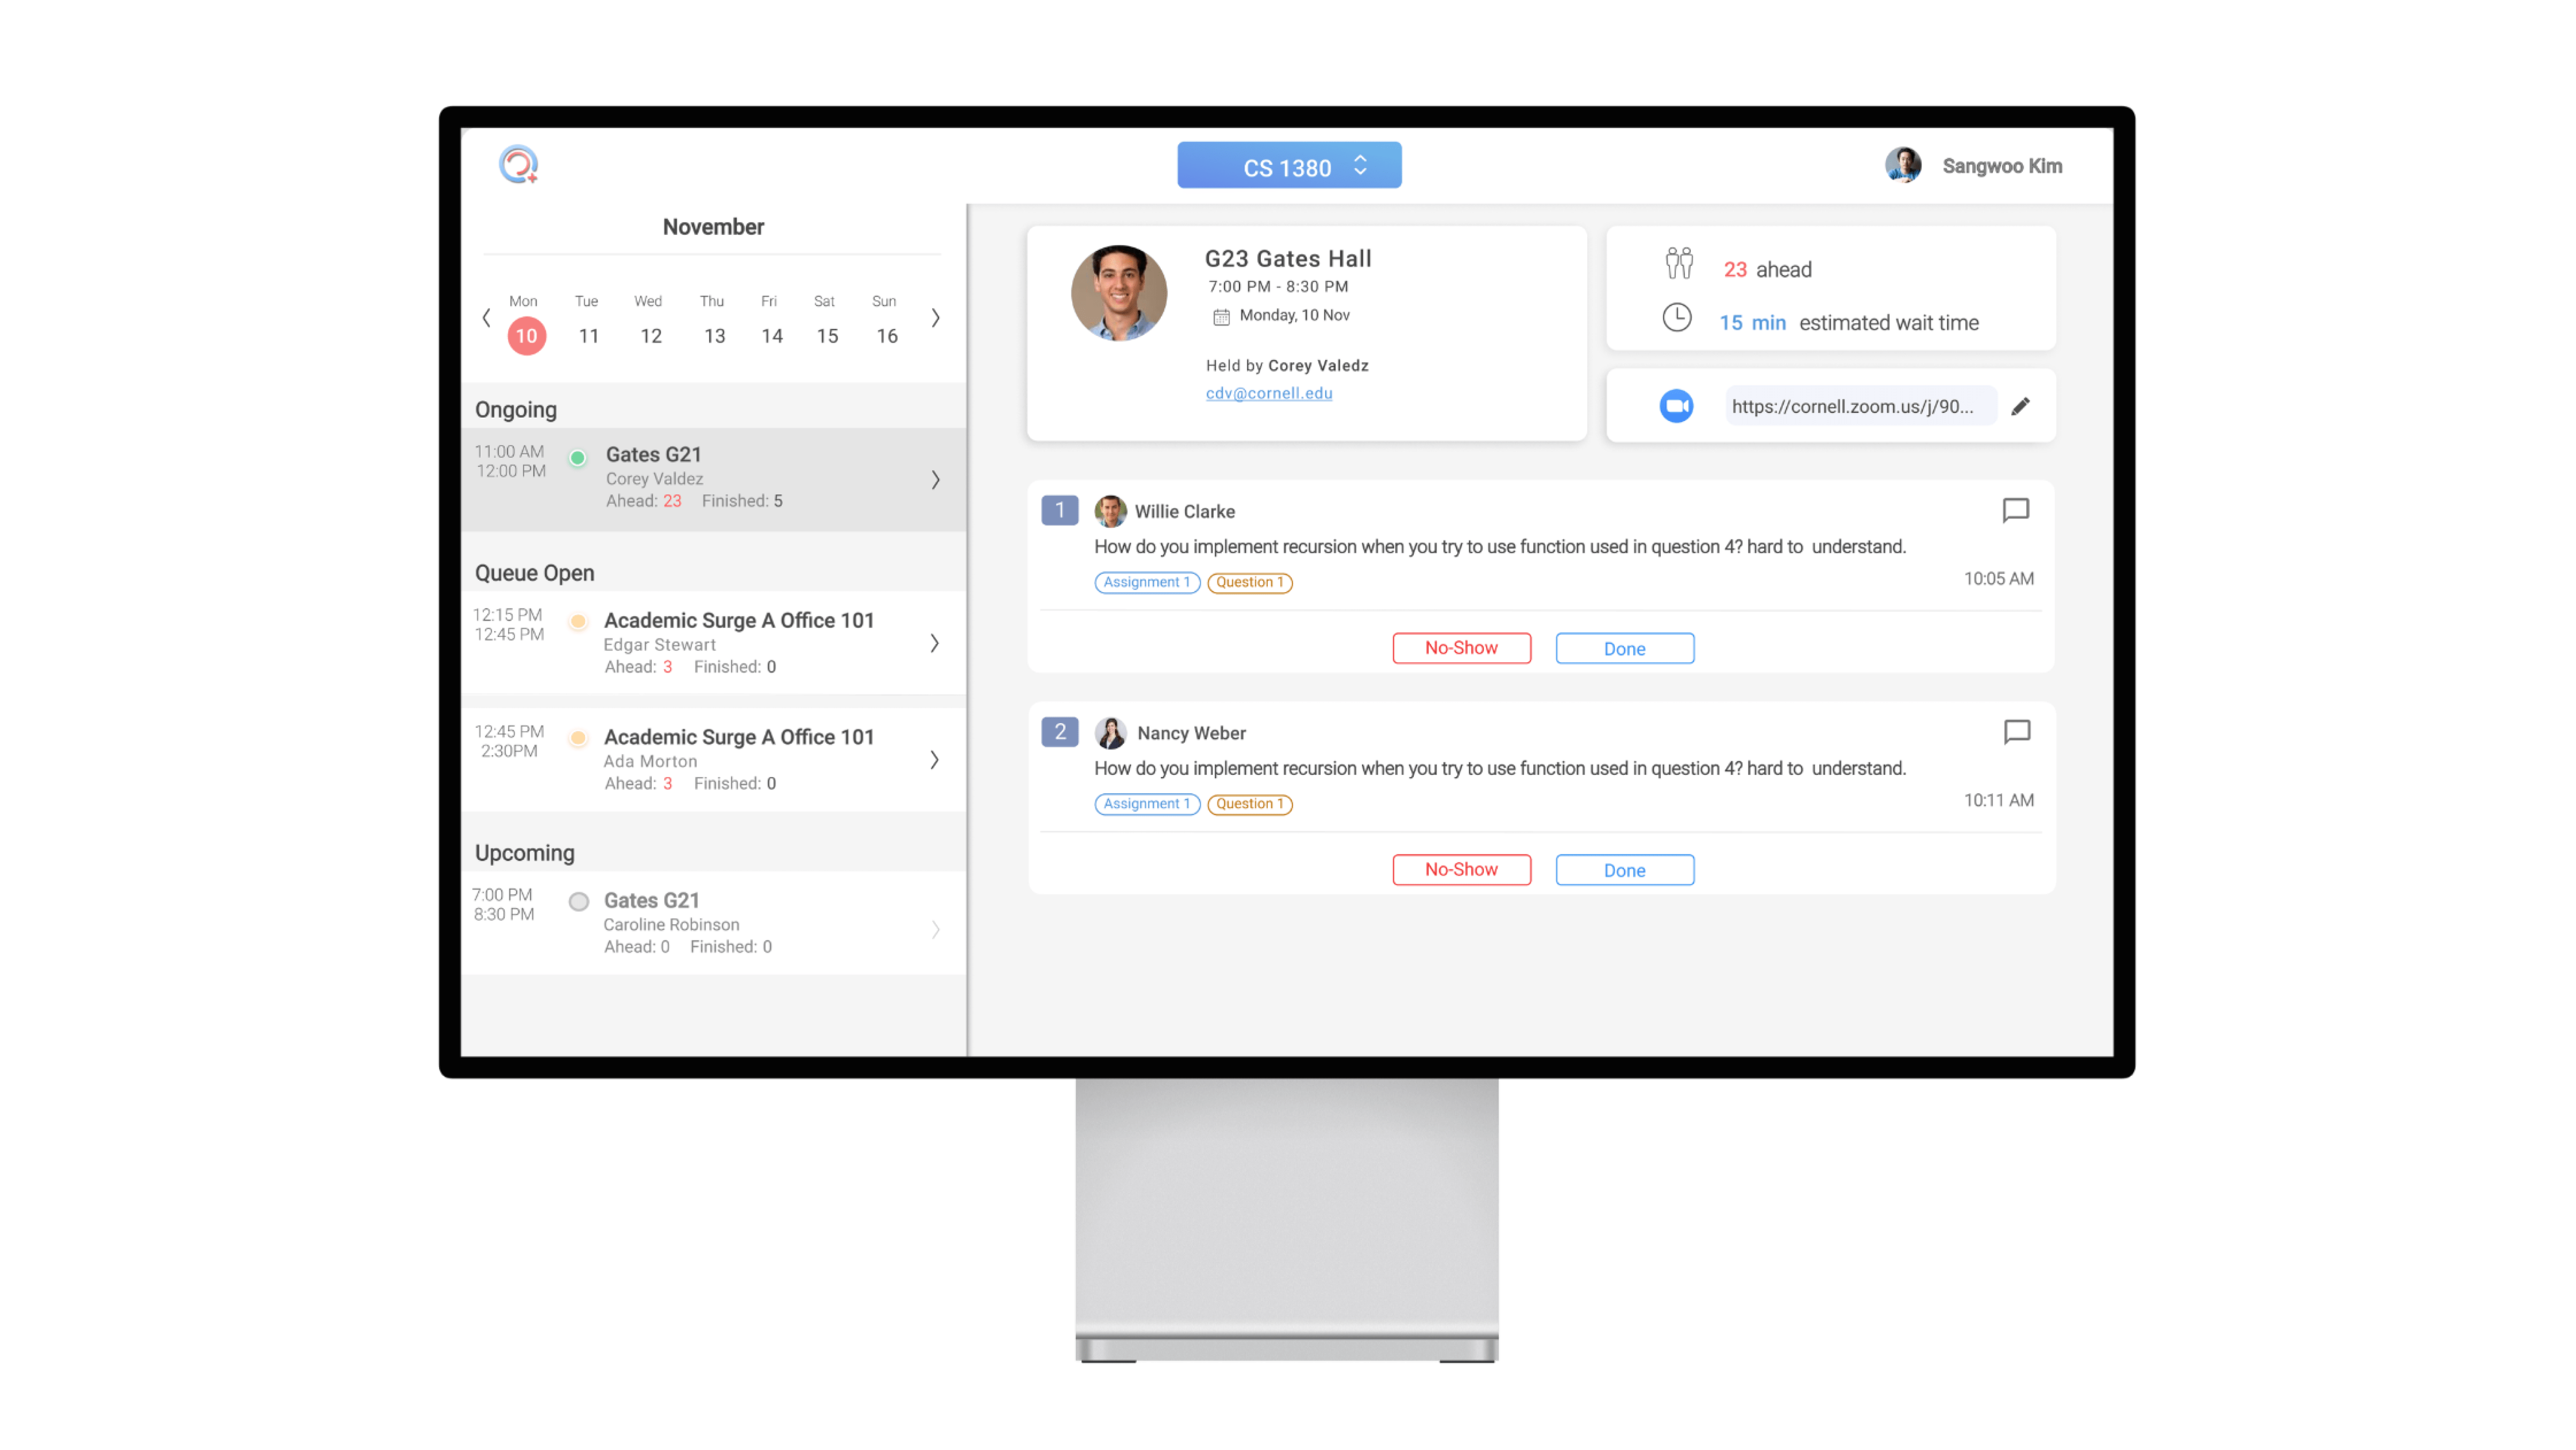 CS 1380
Sangwoo Kim
November
Mon Tue Wed Thu Fri Sat Sun
10 11 12 13 14 15 16
Ongoing
11:00 AM
12:00 PM
Gates G21
Corey Valdez
Ahead: 23 Finished: 5
Queue Open
12:15 PM
12:45 PM
Academic Surge A Office 101
Edgar Stewart
Ahead: 3 Finished: 0
12:45 PM
2:30PM
Academic Surge A Office 101
Ada Morton
Ahead: 3 Finished: 0
Upcoming
7:00 PM
8:30 PM
Gates G21
Caroline Robinson
Ahead: 0 Finished: 0
G23 Gates Hall
7:00 PM - 8:30 PM
Monday, 10 Nov
Held by Corey Valedz
cdv@cornell.edu
23 ahead
15 min estimated wait time
https://cornell.zoom.us/j/90...
1 Willie Clarke
How do you implement recursion when you try to use function used in question 4? hard to understand.
Assignment 1 Question 1
10:05 AM
No-Show Done
2 Nancy Weber
How do you implement recursion when you try to use function used in question 4? hard to understand.
Assignment 1 Question 1
10:11 AM
No-Show Done